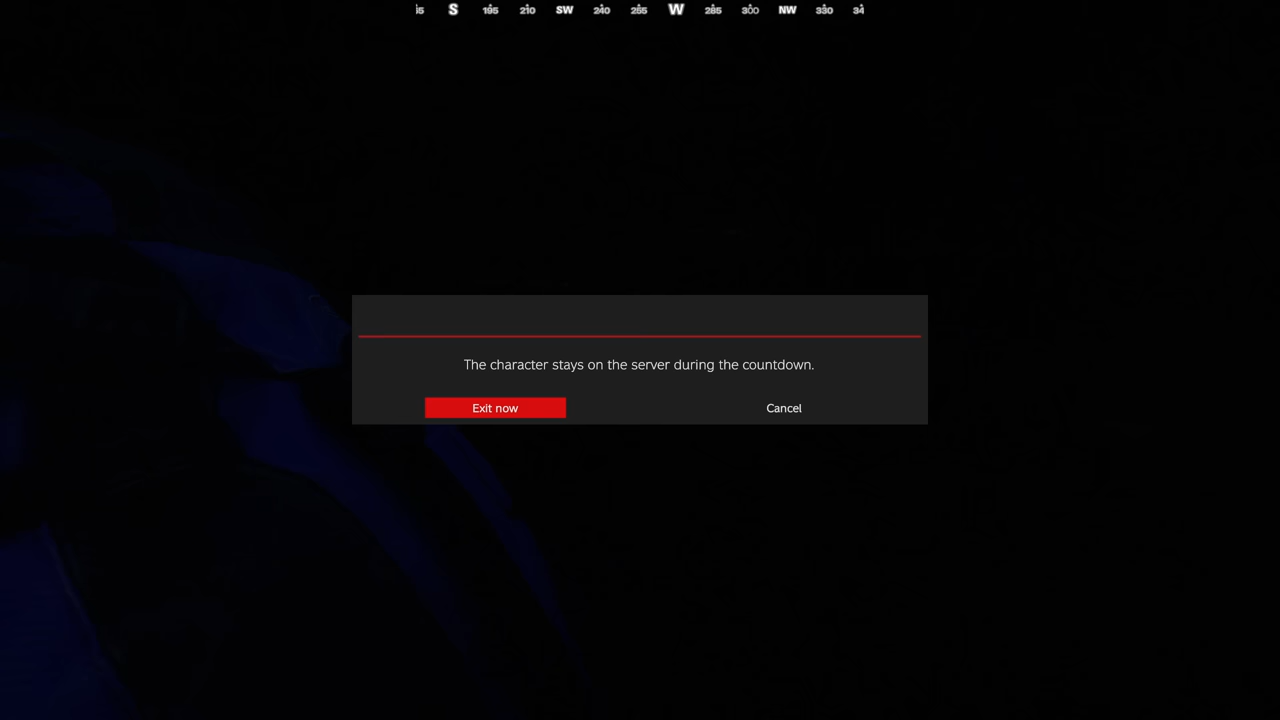 S 195 210 SW 240 255 W 285 300 NW 330 34
The character stays on the server during the countdown.
Exit now
Cancel